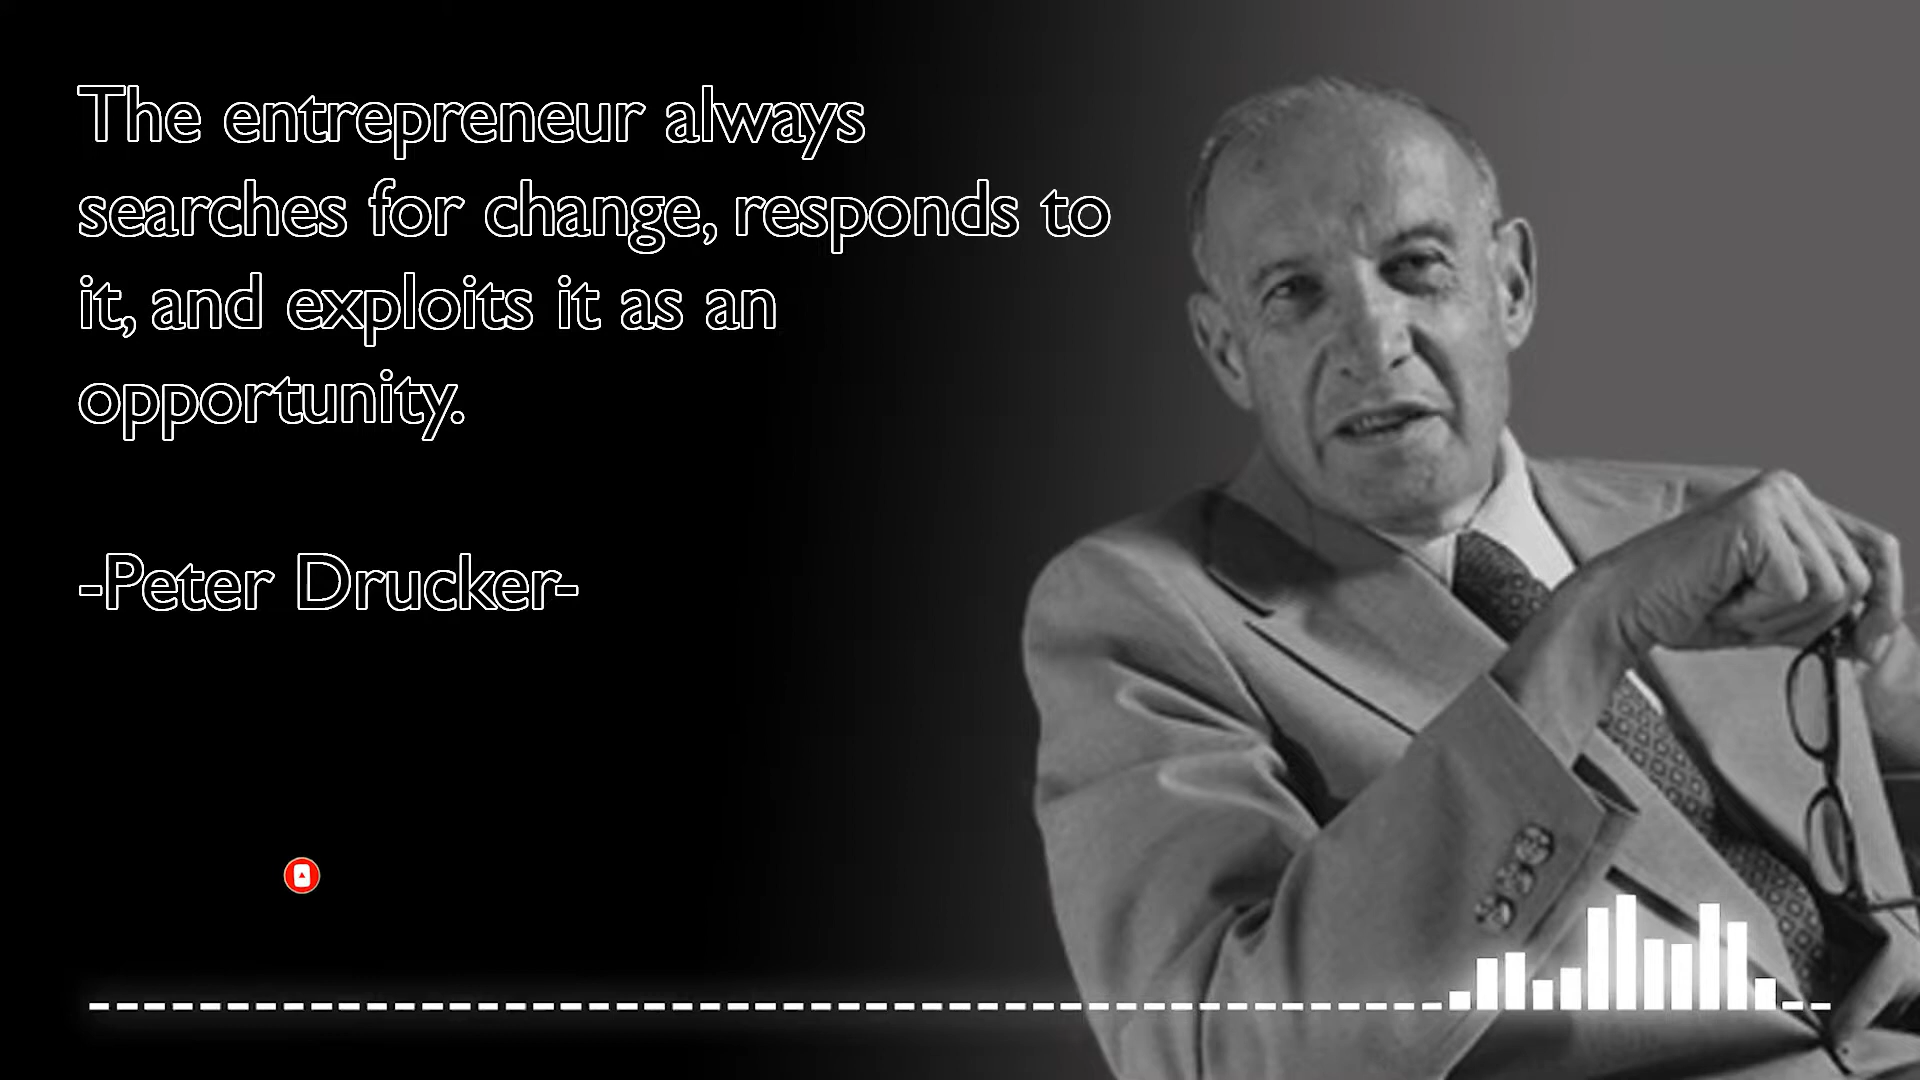 The entrepreneur always
searches for change, responds to
it, and exploits it as an
opportunity.
-Peter Drucker-